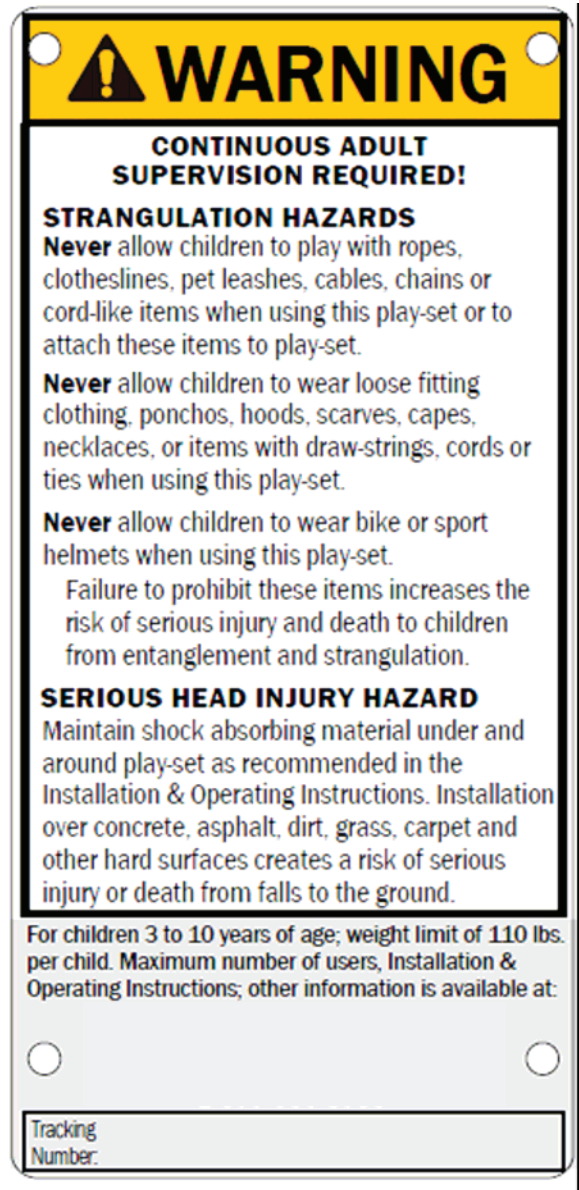 WARNING
CONTINUOUS ADULT
SUPERVISION REQUIRED!
STRANGULATION HAZARDS
Never allow children to play with ropes,
clotheslines, pet leashes, cables, chains or
cord-like items when using this play-set or to
attach these items to play-set.
Never allow children to wear loose fitting
clothing, ponchos, hoods, scarves, capes,
necklaces, or items with draw-strings, cords or
ties when using this play-set.
Never allow children to wear bike or sport
helmets when using this play-set.
Failure to prohibit these items increases the
risk of serious injury and death to children
from entanglement and strangulation.
SERIOUS HEAD INJURY HAZARD
Maintain shock absorbing material under and
around play-set as recommended in the
Installation & Operating Instructions. Installation
over concrete, asphalt, dirt, grass, carpet and
other hard surfaces creates a risk of serious
injury or death from falls to the ground.
For children 3 to 10 years of age; weight limit of 110 lbs.
per child. Maximum number of users, Installation &
Operating Instructions; other information is available at:
Tracking
Number: